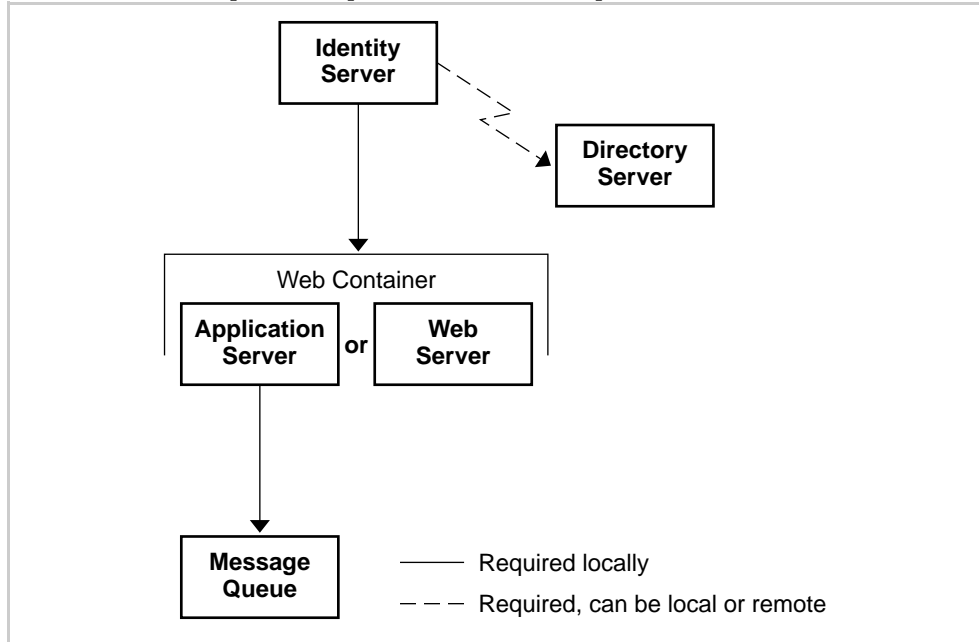 Identity
Server
Directory
Server
Web Container
Application
Server
or
Web
Server
Message
Queue
Required locally
Required, can be local or remote